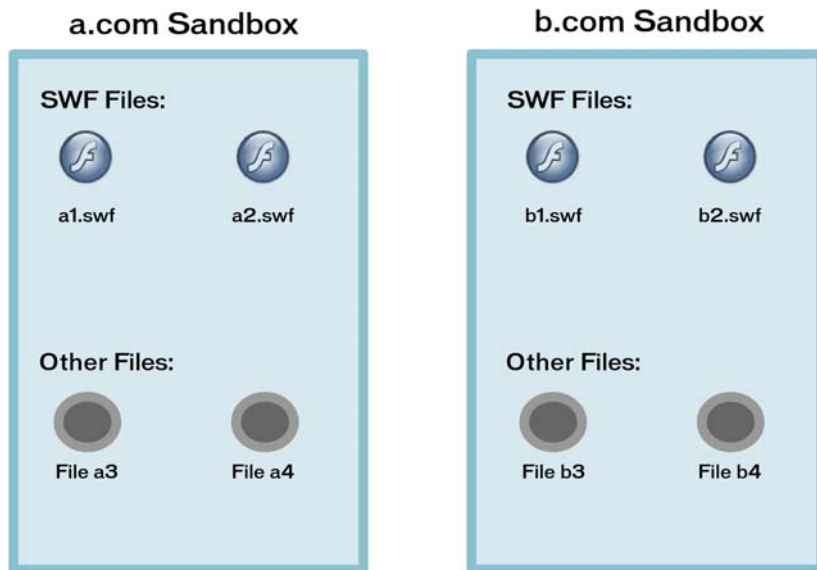 a.com Sandbox
SWF Files:
a1.swf
a2.swf
Other Files:
File a3
File a4
b.com Sandbox
SWF Files:
b1.swf
b2.swf
Other Files:
File b3
File b4